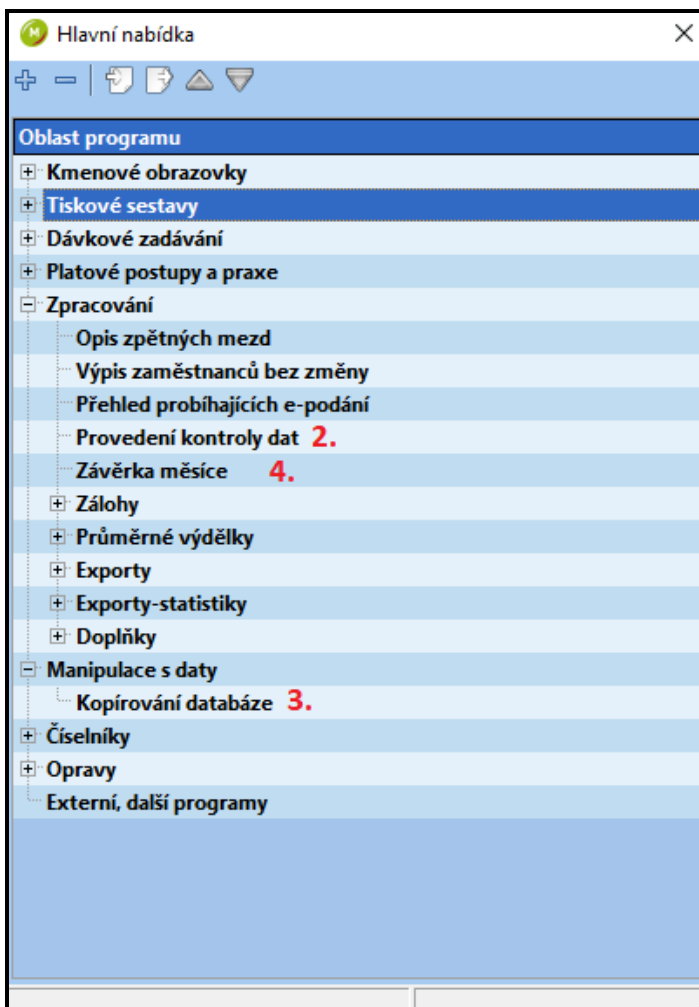 M Hlavní nabídka
Oblast programu
Kmenové obrazovky
Tiskové sestavy
Dávkové zadávání
Platové postupy a praxe
Zpracování
Opis zpětných mezd
Výpis zaměstnanců bez změny
Přehled probíhajících e-podání
Provedení kontroly dat 2.
Závěrka měsíce 4.
Zálohy
Průměrné výdělky
Exporty
Exporty-statistiky
Doplňky
Manipulace s daty
Kopírování databáze 3.
Číselníky
Opravy
Externí, další programy